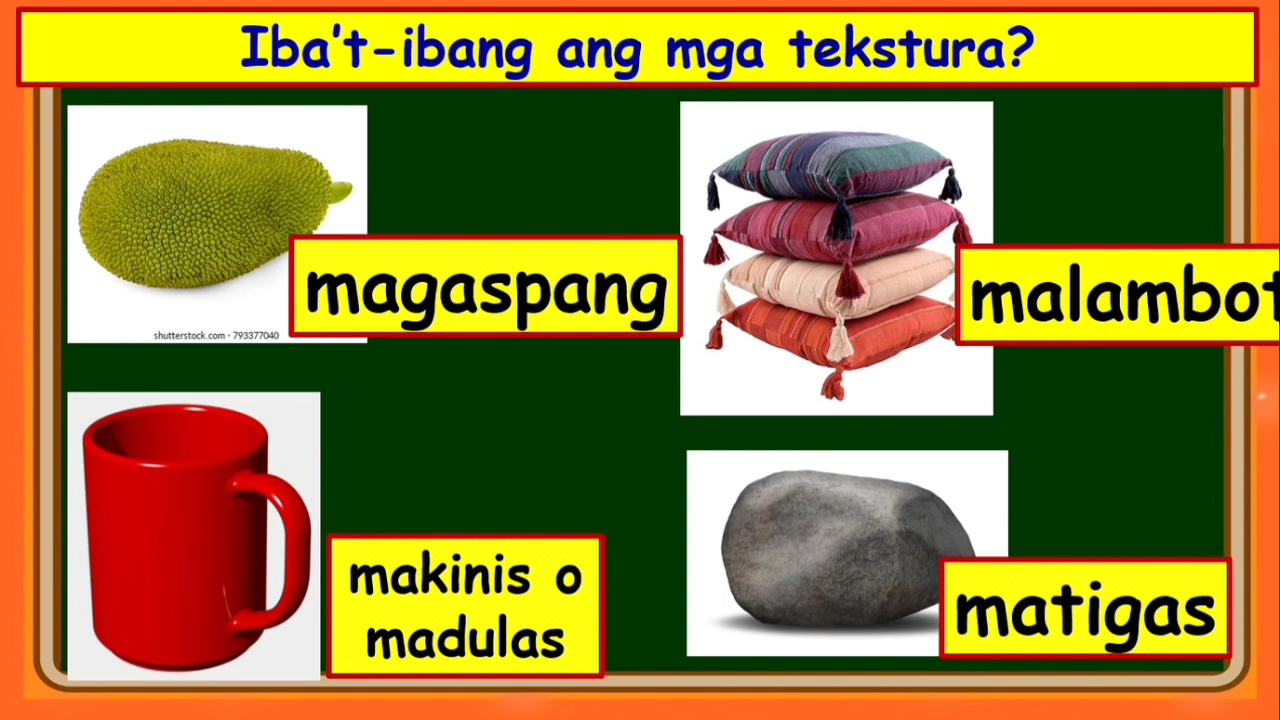 Iba't-ibang ang mga tekstura?
magaspang
malambot
shutterstock.com · 793377040
makinis o
madulas
matigas